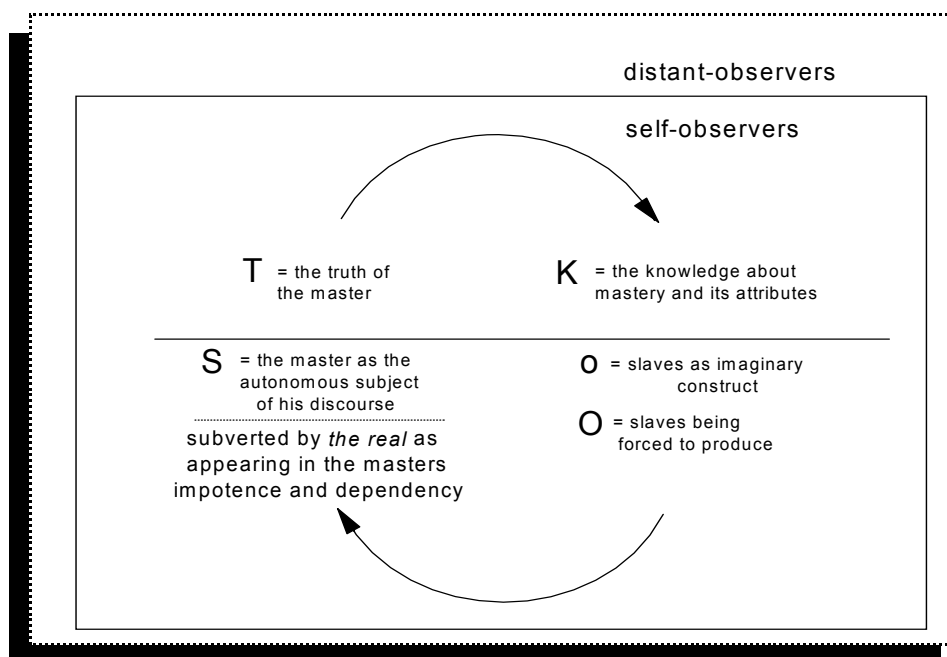 distant-observers
self-observers
T = the truth of
the master
K = the knowledge about
mastery and its attributes
S = the master as the
autonomous subject
of his discourse
subverted by the real as
appearing in the masters
impotence and dependency
o = slaves as imaginary
construct
O = slaves being
forced to produce